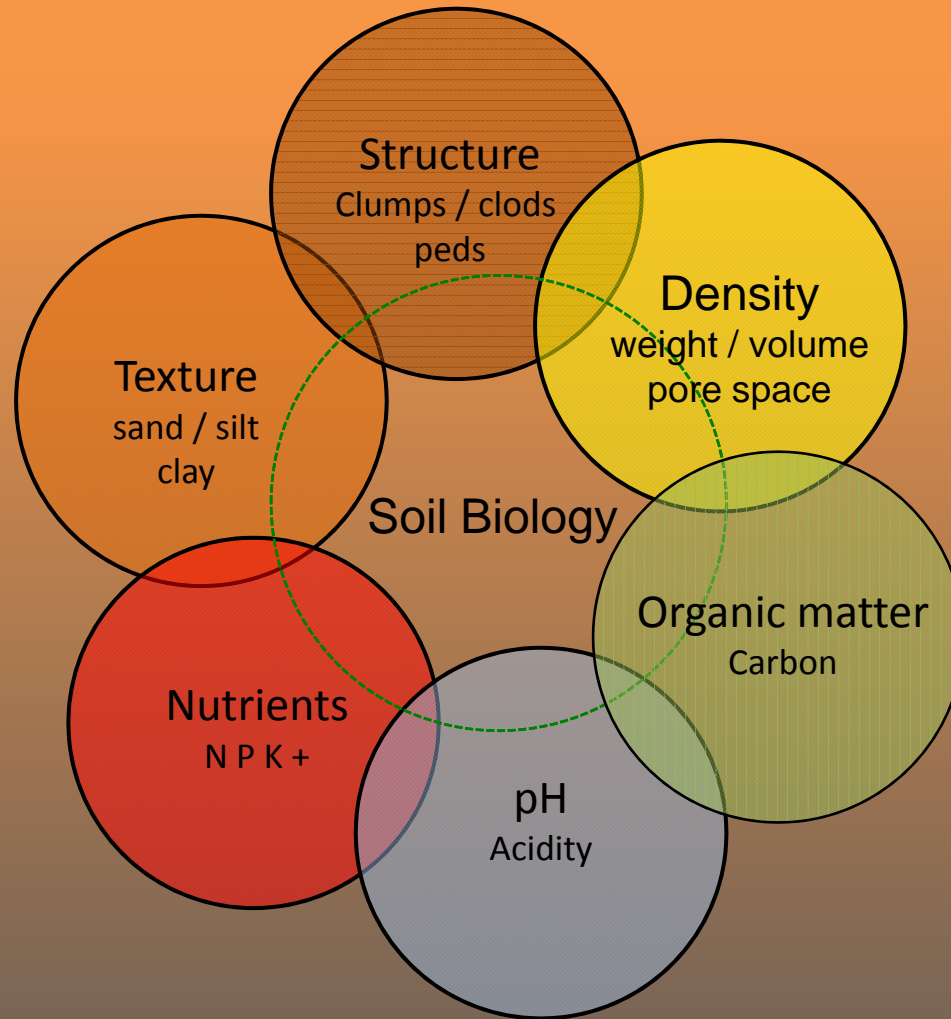 Structure
Clumps / clods
peds
Density
weight / volume
pore space
Texture
sand / silt
clay
Soil Biology
Organic matter
Carbon
Nutrients
N P K +
pH
Acidity